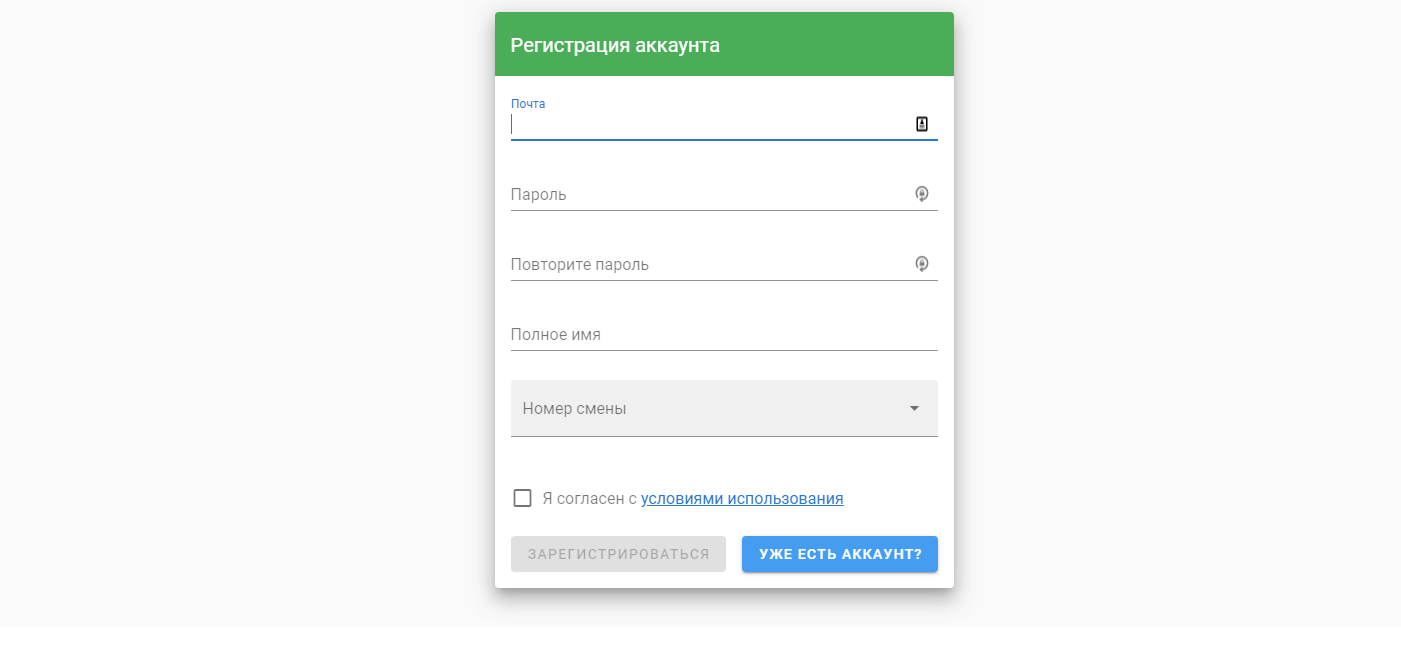 Регистрация аккаунта
Почта
Пароль
Повторите пароль
Полное имя
Номер смены
Я согласен с условиями использования
ЗАРЕГИСТРИРОВАТЬСЯ
УЖЕ ЕСТЬ АККАУНТ?